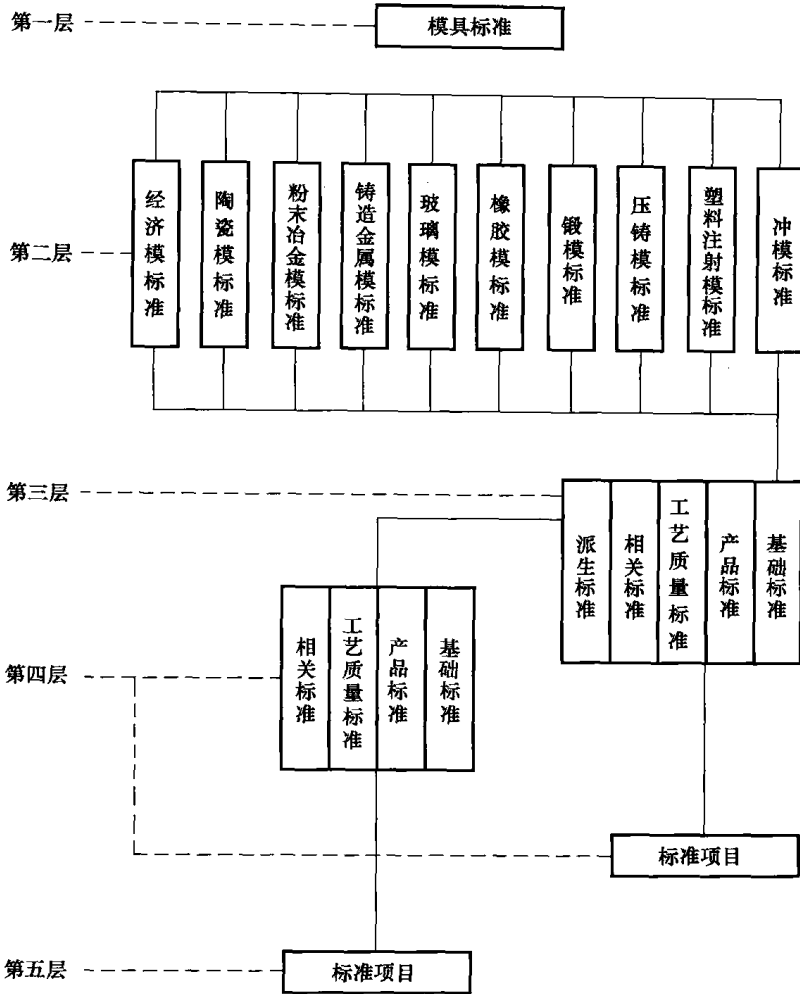 第一层
模具标准
第二层
经济模标准
陶瓷模标准
粉末冶金模标准
铸造金属模标准
玻璃模标准
橡胶模标准
锻模标准
压铸模标准
塑料注射模标准
冲模标准
第三层
派生标准
相关标准
工艺质量标准
产品标准
基础标准
第四层
相关标准
工艺质量标准
产品标准
基础标准
标准项目
第五层
标准项目